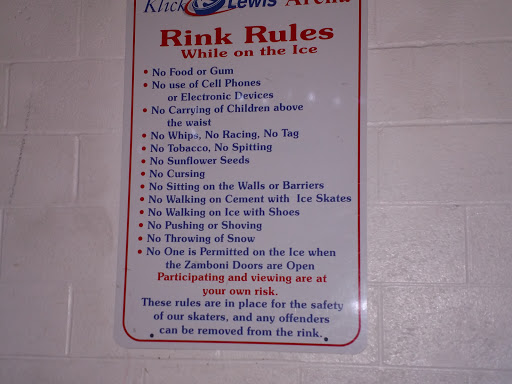 Klick Lewis Arena
Rink Rules
While on the Ice
• No Food or Gum
• No use of Cell Phones
or Electronic Devices
• No Carrying of Children above
the waist
• No Whips, No Racing, No Tag
• No Tobacco, No Spitting
• No Sunflower Seeds
• No Cursing
• No Sitting on the Walls or Barriers
• No Walking on Cement with Ice Skates
• No Walking on Ice with Shoes
• No Pushing or Shoving
• No Throwing of Snow
• No One is Permitted on the Ice when
the Zamboni Doors are Open
Participating and viewing are at
your own risk.
These rules are in place for the safety
of our skaters, and any offenders
can be removed from the rink.